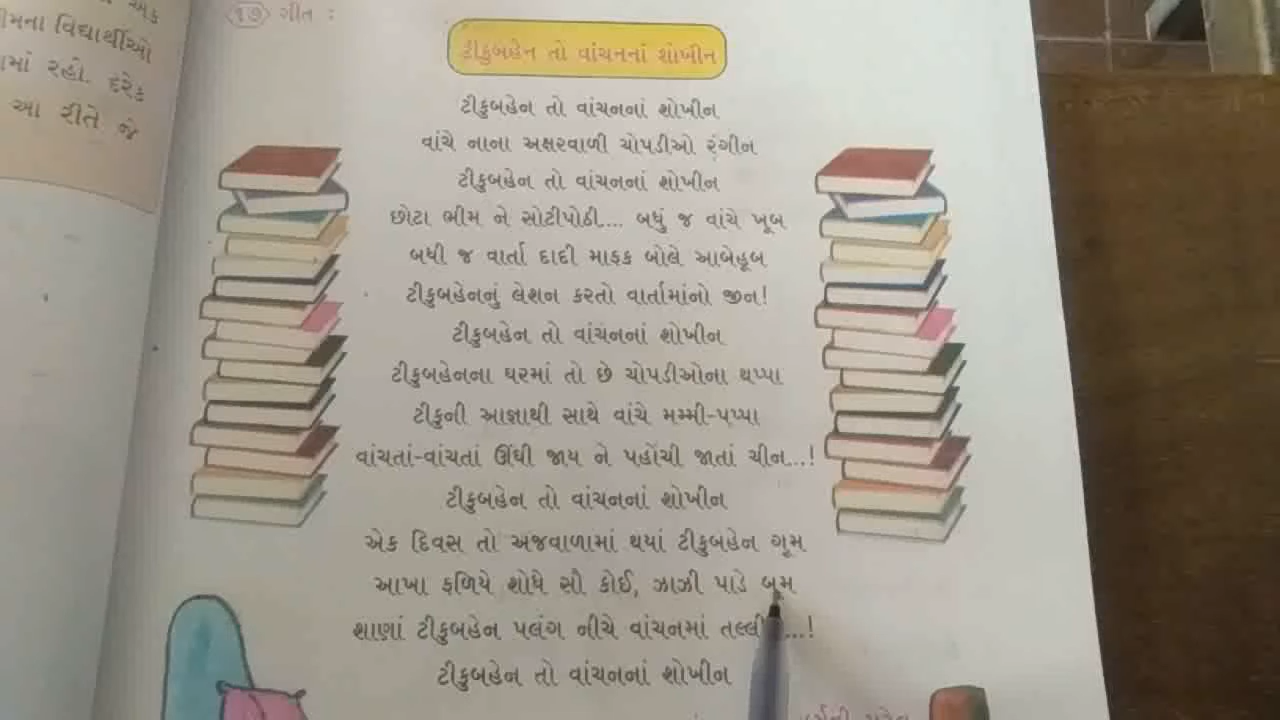 એક
ીમના વિદ્યાર્થીઓ
માં રહો. દરેક
આ રીતે જ
૧૭ ગીત :
ટીકુબહેન તો વાંચનનાં શોખીન
ટીકુબહેન તો વાંચનનાં શોખીન
વાંચે નાના અક્ષરવાળી ચોપડીઓ રંગીન
ટીકુબહેન તો વાંચનનાં શોખીન
છોટા ભીમ ને સોટીપોઠી.... બધું જ વાંચે ખૂબ
બધી જ વાર્તા દાદી માફક બોલે આબેહૂબ
ટીકુબહેનનું લેશન કરતો વાર્તામાંનો જીન!
ટીકુબહેન તો વાંચનનાં શોખીન
ટીકુબહેનના ઘરમાં તો છે ચોપડીઓના થપ્પા
ટીકુની આજ્ઞાથી સાથે વાંચે મમ્મી-પપ્પા
વાંચતાં-વાંચતાં ઊંઘી જાય ને પહોંચી જાતાં ચીન...!
ટીકુબહેન તો વાંચનનાં શોખીન
એક દિવસ તો અજવાળામાં થયાં ટીકુબહેન ગૂમ
આખા ફળિયે શોધે સૌ કોઈ, ઝાઝી પાડે બૂમ
શાણાં ટીકુબહેન પલંગ નીચે વાંચનમાં તલ્લી ...!
ટીકુબહેન તો વાંચનનાં શોખીન